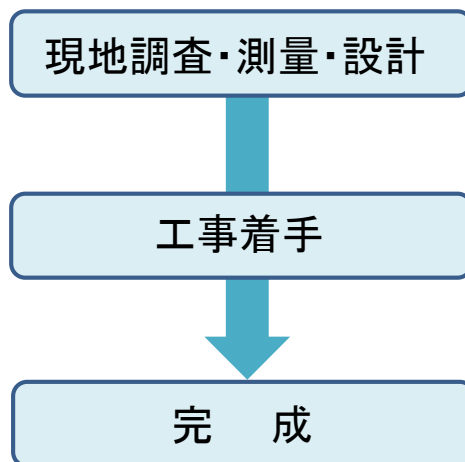 現地調査・測量・設計
工事着手
完　成